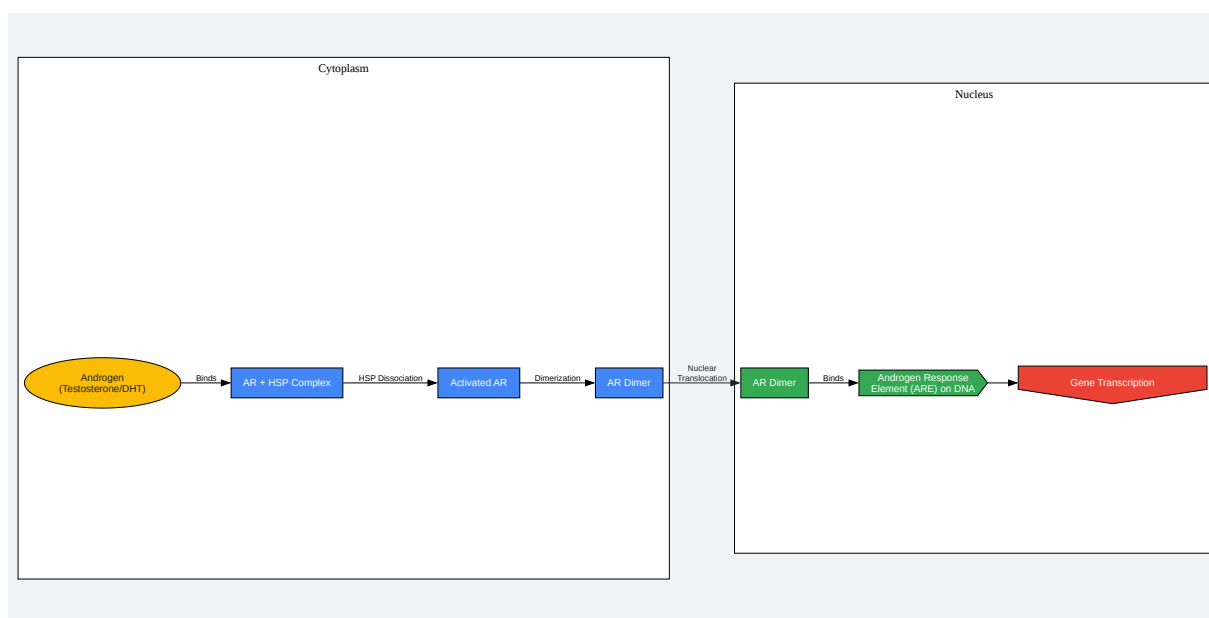 Cytoplasm
Nucleus
Androgen
(Testosterone/DHT)
Binds
AR + HSP Complex
HSP Dissociation
Activated AR
Dimerization
AR Dimer
Nuclear
Translocation
AR Dimer
Binds
Androgen Response
Element (ARE) on DNA
Gene Transcription